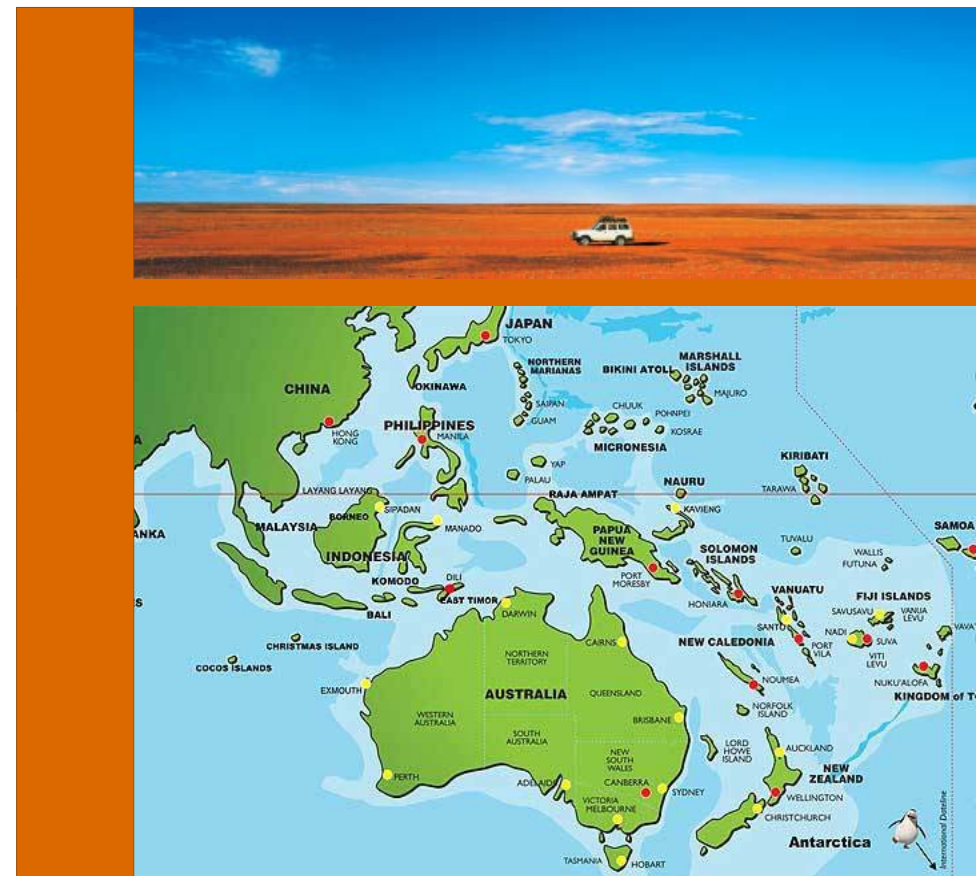 JAPAN
TOKYO
NORTHERN
MARIANAS
BIKINI ATOLL
MARSHALL
ISLANDS
MAJURO
CHINA
OKINAWA
SAIPAN
GUAM
CHUUK
POHNPEI
KOSRAE
MICRONESIA
HONG
KONG
PHILIPPINES
MANILA
YAP
PALAU
KIRIBATI
TARAWA
NAURU
KAVIENG
LAYANG LAYANG
RAJA AMPAT
BORNEO
SIPADAN
MANADO
MALAYSIA
INDONESIA
PAPUA
NEW
GUINEA
PORT
MORESBY
SOLOMON
ISLANDS
HONIARA
TUVALU
WALLIS
FUTUNA
SAMOA
ANKA
A
S
KOMODO
DILI
EAST TIMOR
BALI
DARWIN
VANUATU
SANTO
PORT
VILA
FIJI ISLANDS
SAVUSAVU
VANUA
LEVU
NADI
SUVA
VITI
LEVU
VAVA
NUKU'ALOFA
KINGDOM of T
CHRISTMAS ISLAND
COCOS ISLANDS
EXMOUTH
CAIRNS
NORTHERN
TERRITORY
NEW CALEDONIA
NOUMEA
AUSTRALIA
QUEENSLAND
NORFOLK
ISLAND
WESTERN
AUSTRALIA
BRISBANE
SOUTH
AUSTRALIA
LORD
HOWE
ISLAND
AUCKLAND
NEW
SOUTH
WALES
NEW
ZEALAND
PERTH
ADELAIDE
CANBERRA
SYDNEY
WELLINGTON
VICTORIA
MELBOURNE
CHRISTCHURCH
Antarctica
International Dateline
TASMANIA
HOBART